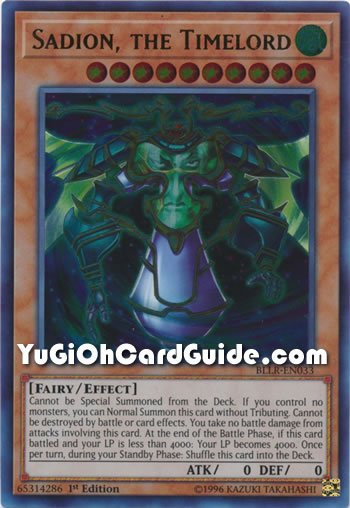 SADION, THE TIMELORD
YuGiOhCardGuide.com
BLLR-EN033
[FAIRY/EFFECT]
Cannot be Special Summoned from the Deck. If you control no
monsters, you can Normal Summon this card without Tributing. Cannot
be destroyed by battle or card effects. You take no battle damage from
attacks involving this card. At the end of the Battle Phase, if this card
battled and your LP is less than 4000: Your LP becomes 4000. Once
per turn, during your Standby Phase: Shuffle this card into the Deck.
ATK/ 0 DEF/ 0
65314286 1st Edition ©1996 KAZUKI TAKAHASHI